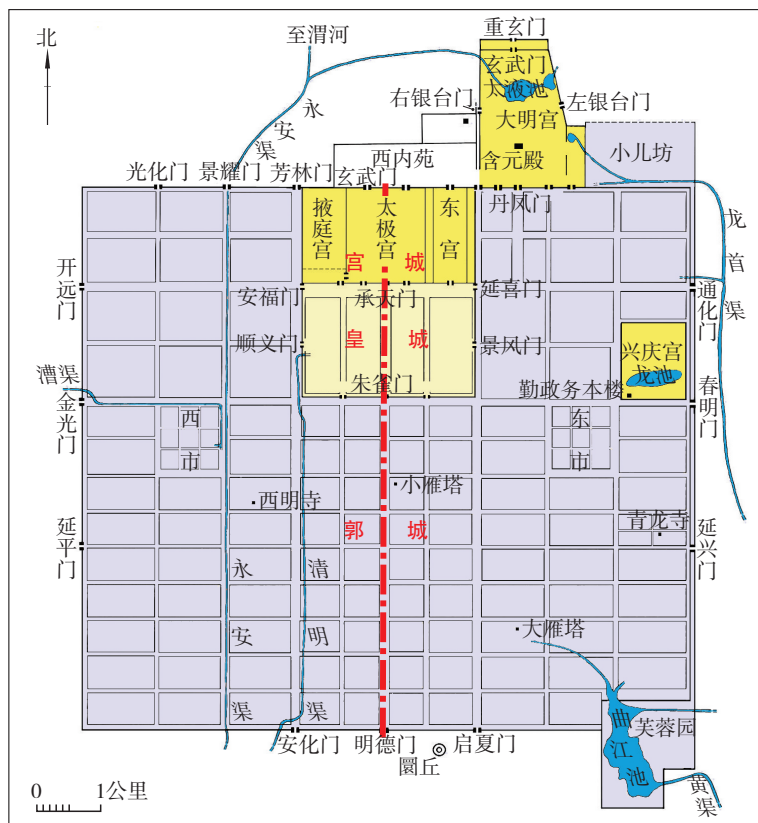 北
至渭河
重玄门
玄武门
太液池
右银台门
左银台门
大明宫
永安渠
小儿坊
西内苑
含元殿
光化门
景耀门
芳林门
玄武门
丹凤门
掖庭宫
太极宫
东宫
龙首渠
宫城
开远门
安福门
承天门
延喜门
通化门
顺义门
皇城
景风门
兴庆宫
龙池
漕渠
朱雀门
勤政务本楼
春明门
金光门
西市
东市
小雁塔
西明寺
郭城
青龙寺
延平门
延兴门
永安渠
清明渠
大雁塔
曲江池
芙蓉园
安化门
明德门
启夏门
圜丘
黄渠
0 1公里